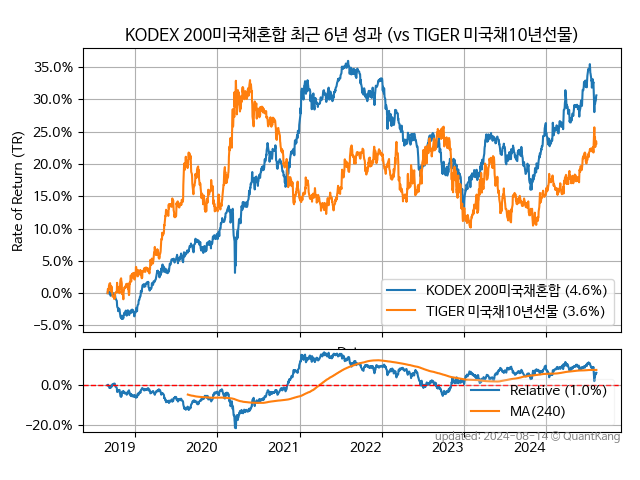 KODEX 200미국채혼합 최근 6년 성과 (vs TIGER 미국채10년선물)
Rate of Return (TR)
35.0%
30.0%
25.0%
20.0%
15.0%
10.0%
5.0%
0.0%
−5.0%
KODEX 200미국채혼합 (4.6%)
TIGER 미국채10년선물 (3.6%)
0.0%
−20.0%
Relative (1.0%)
MA(240)
2019
2020
2021
2022
2023
2024
updated: 2024-08-14 © QuantKang